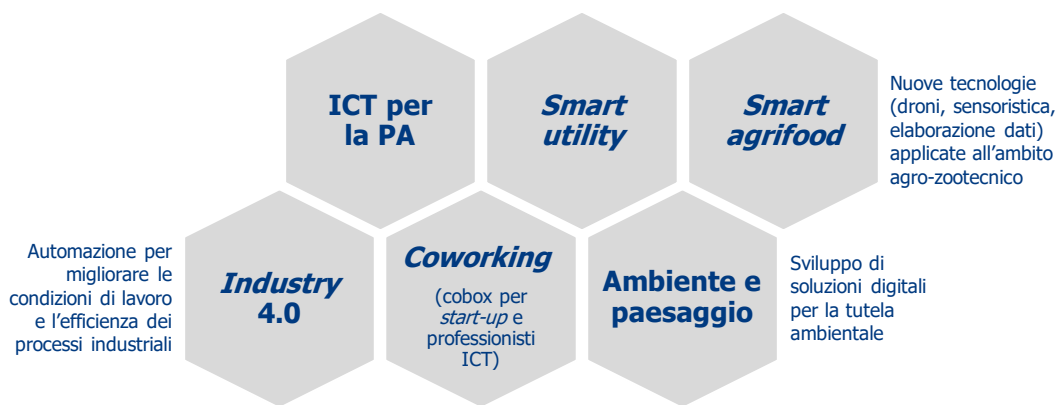 ICT per
la PA
Smart
utility
Smart
agrifood
Nuove tecnologie
(droni, sensoristica,
elaborazione dati)
applicate all'ambito
agro-zootecnico
Automazione per
migliorare le
condizioni di lavoro
e l'efficienza dei
processi industriali
Industry
4.0
Coworking
(cobox per
start-up e
professionisti
ICT)
Ambiente e
paesaggio
Sviluppo di
soluzioni digitali
per la tutela
ambientale